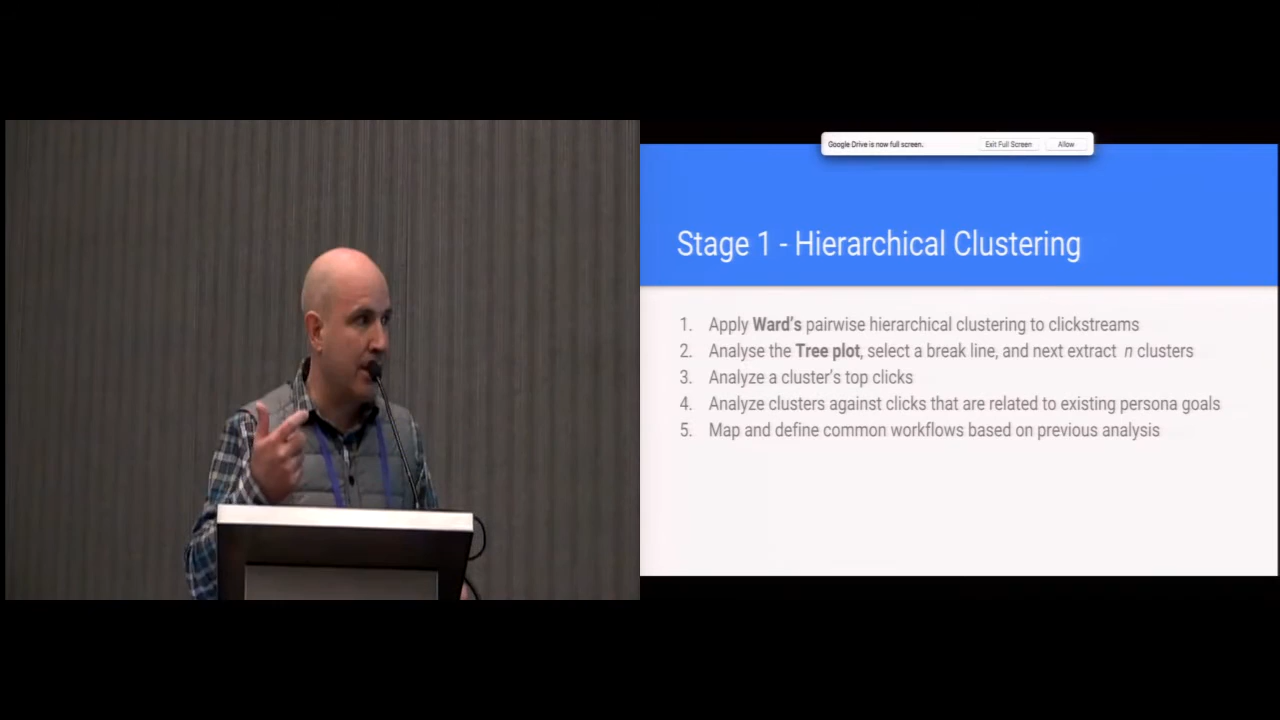 Google Drive is now full screen.
Exit Full Screen
Allow
Stage 1 - Hierarchical Clustering
1. Apply Ward's pairwise hierarchical clustering to clickstreams
2. Analyse the Tree plot, select a break line, and next extract n clusters
3. Analyze a cluster's top clicks
4. Analyze clusters against clicks that are related to existing persona goals
5. Map and define common workflows based on previous analysis